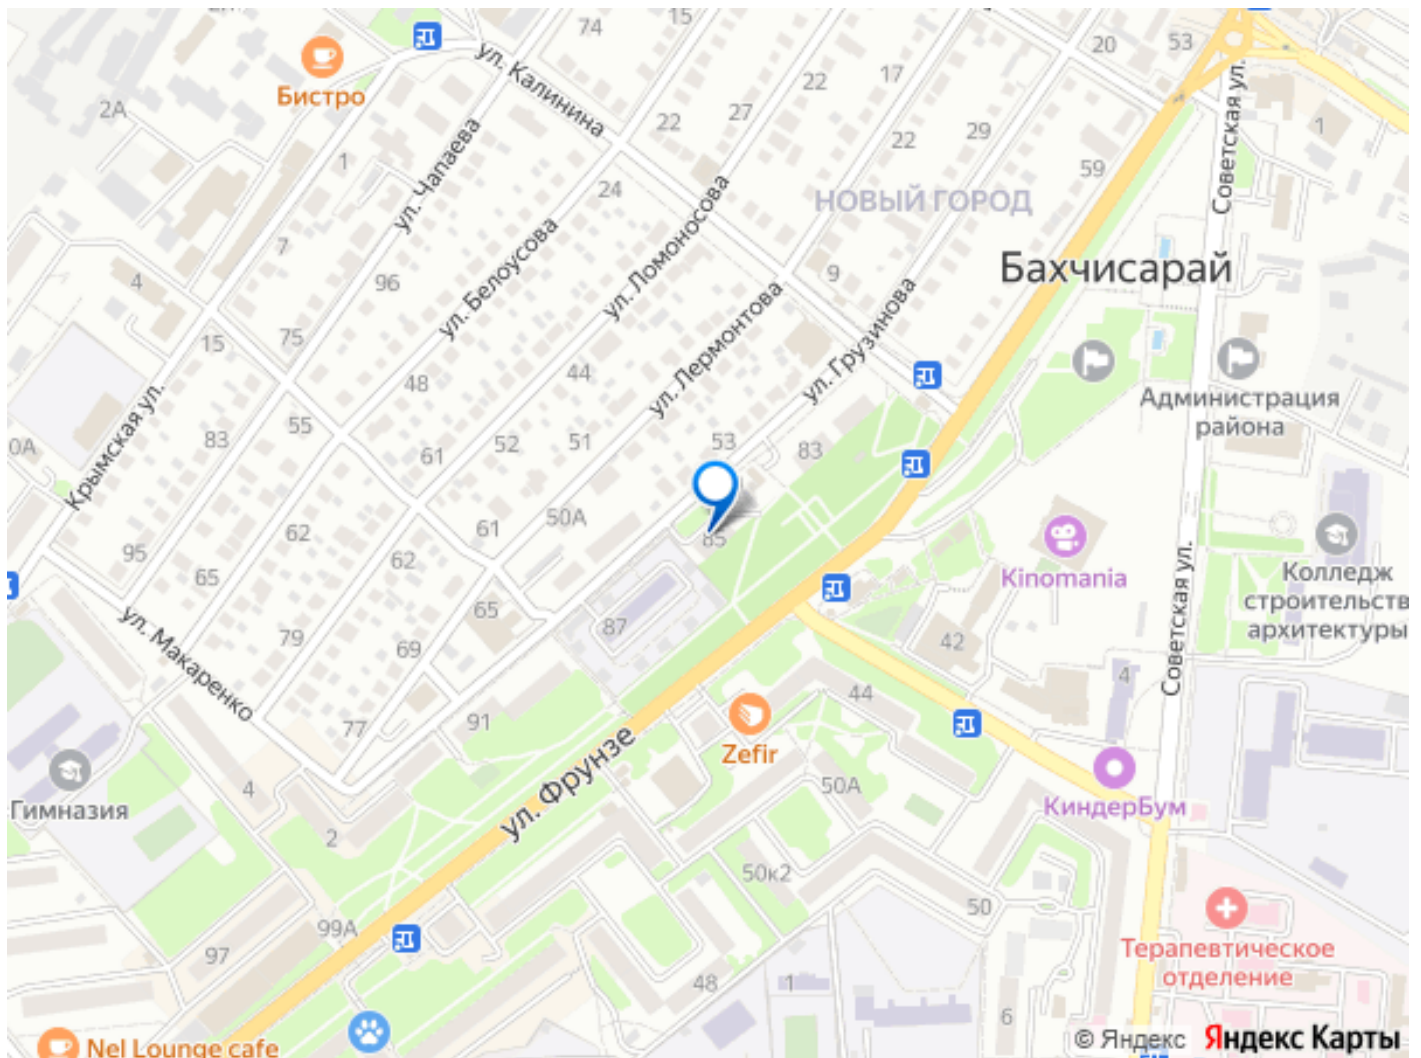 74
15
20
53
ул. Калинина
Бистро
2А
22
17
27
22
22
29
1
59
Советская ул.
1
ул. Чапаева
24
НОВЫЙ ГОРОД
7
4
96
ул. Белоусова
ул. Ломоносова
9
Бахчисарай
ул. Лермонтова
ул. Грузинова
15
75
48
44
Администрация
района
Крымская ул.
83
55
61
52
51
53
83
0А
95
65
62
62
61
50А
85
Kinomania
Колледж
строительств
архитектуры
Советская ул.
ул. Макаренко
79
69
65
87
42
4
77
91
44
Zefir
ул. Фрунзе
Гимназия
4
2
50А
КиндерБум
50к2
50
99А
97
48
1
6
Терапевтическое
отделение
Nel Lounge cafe
© Яндекс Яндекс Карты